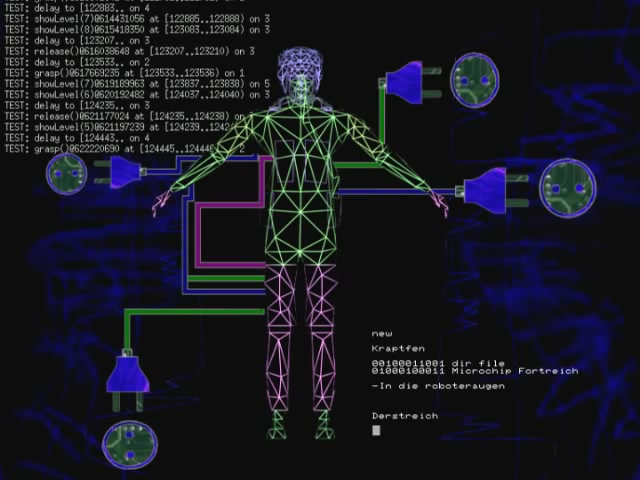 TEST: delay to [122883.. on 4
TEST: showLevel(7)0614431056 at [122885..122888) on 3
TEST: showLevel(8)0615418350 at [123083..123084) on 3
TEST: delay to [123207.. on 3
TEST: release()0616038648 at [123207..123210) on 3
TEST: delay to [123533.. on 2
TEST: grasp()0617669235 at [123533..123536) on 1
TEST: showLevel(7)0619189963 at [123837..123838) on 5
TEST: showLevel(6)0620192482 at [124037..124040) on 3
TEST: delay to [124235.. on 3
TEST: release()0621177024 at [124235..124238) on
TEST: showLevel(5)0621197239 at [124239..1242
TEST: delay to [124443.. on 4
TEST: grasp()0622220690 at [124445..124446 2
new
Kraptfen
00100011001 dir file
01000100011 Microchip Fortreich
-In die roboteraugen
Derstreich